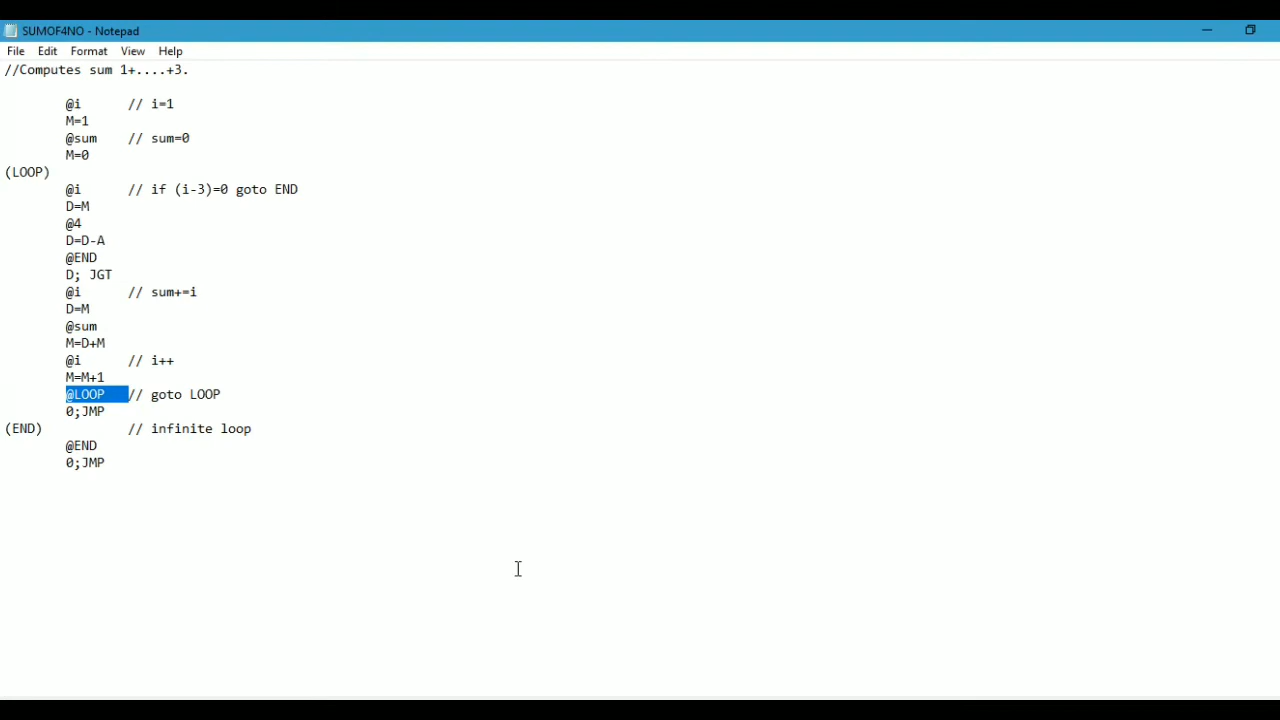 SUMOF4NO - Notepad
File Edit Format View Help
//Computes sum 1+....+3.
@i // i=1
M=1
@sum // sum=0
M=0
(LOOP)
@i // if (i-3)=0 goto END
D=M
@4
D=D-A
@END
D; JGT
@i // sum+=i
D=M
@sum
M=D+M
@i // i++
M=M+1
@LOOP // goto LOOP
0;JMP
(END) // infinite loop
@END
0;JMP